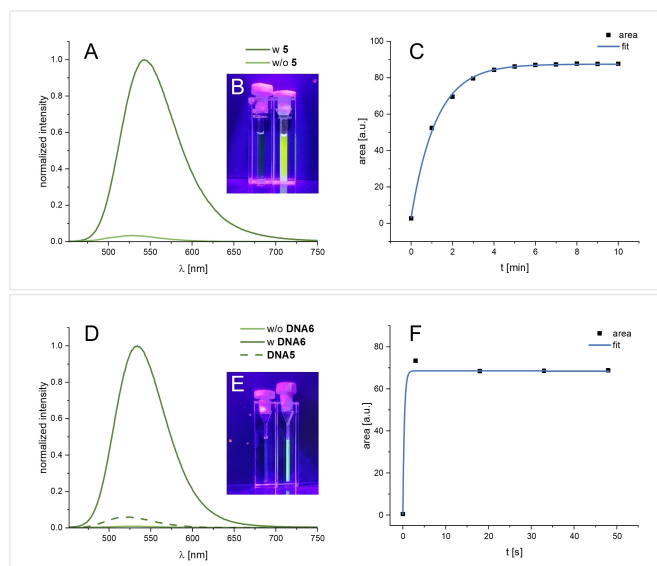 A
w 5
w/o 5
B
normalized intensity
1.0
0.8
0.6
0.4
0.2
0.0
500
550
600
650
700
750
λ [nm]
C
area
fit
area [a.u.]
100
80
60
40
20
0
0
2
4
6
8
10
t [min]
D
w/o DNA6
w DNA6
DNA5
E
normalized intensity
1.0
0.8
0.6
0.4
0.2
0.0
500
550
600
650
700
750
λ [nm]
F
area
fit
area [a.u.]
80
60
40
20
0
0
10
20
30
40
50
t [s]